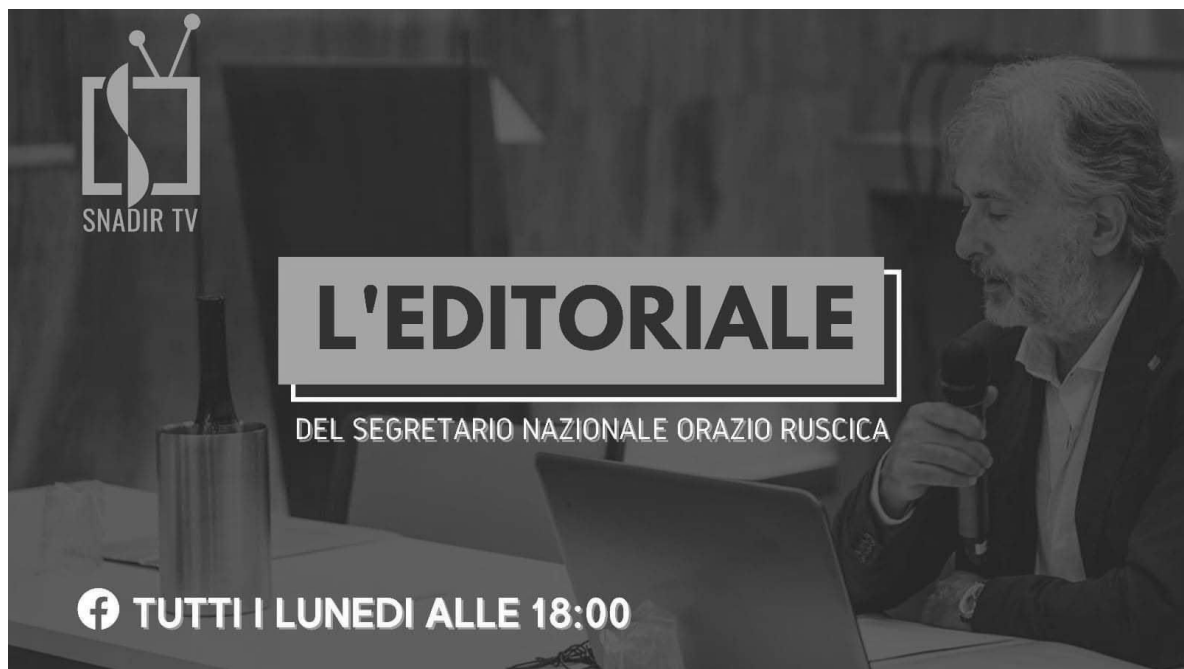 SNADIR TV
L'EDITORIALE
DEL SEGRETARIO NAZIONALE ORAZIO RUSCICA
TUTTI I LUNEDI ALLE 18:00